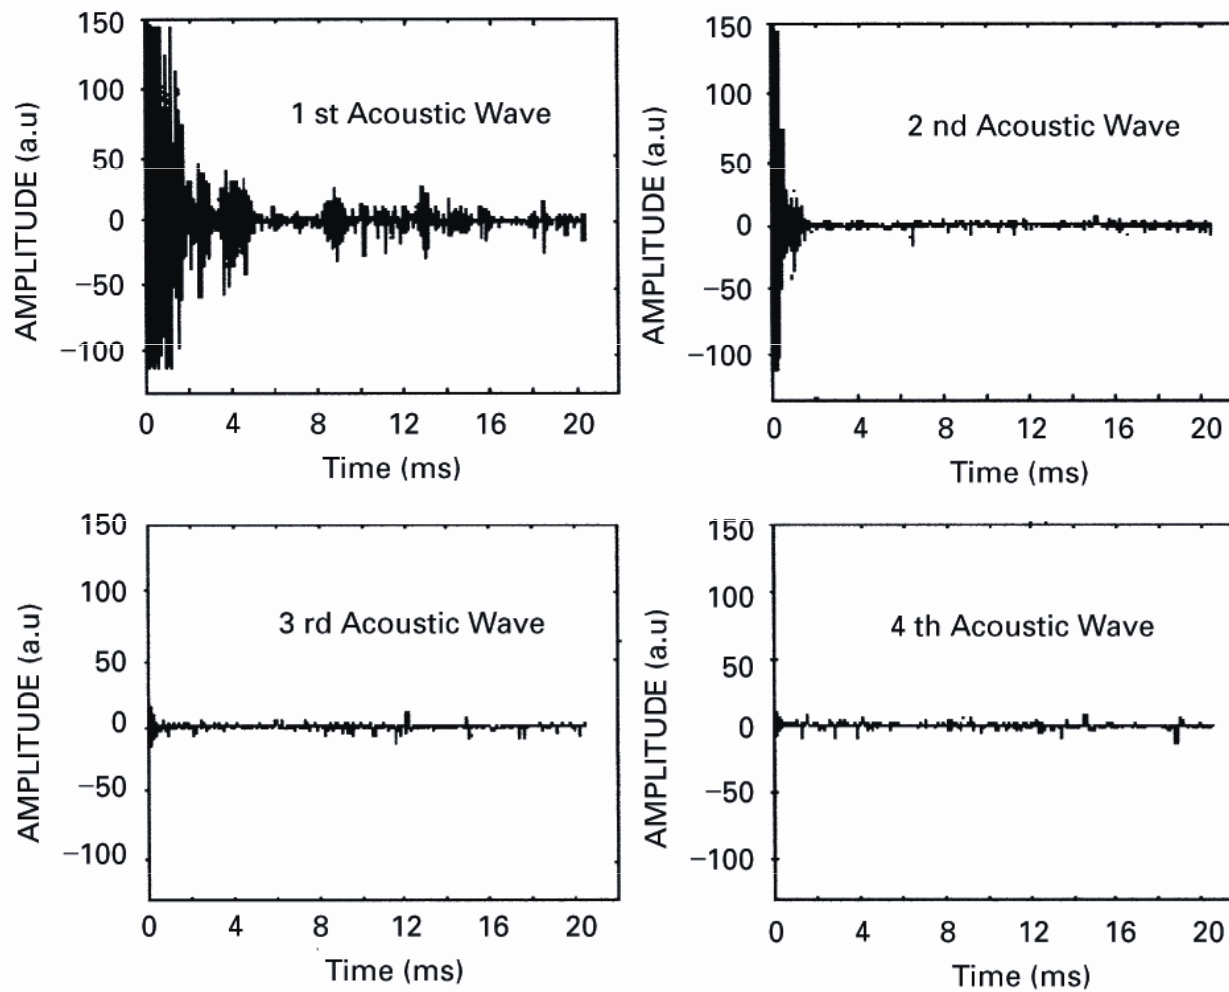 150
100
50
0
−50
−100
AMPLITUDE (a.u)
1 st Acoustic Wave
0 4 8 12 16 20
Time (ms)
150
100
50
0
−50
−100
AMPLITUDE (a.u)
2 nd Acoustic Wave
0 4 8 12 16 20
Time (ms)
150
100
50
0
−50
−100
AMPLITUDE (a.u)
3 rd Acoustic Wave
0 4 8 12 16 20
Time (ms)
150
100
50
0
−50
−100
AMPLITUDE (a.u)
4 th Acoustic Wave
0 4 8 12 16 20
Time (ms)